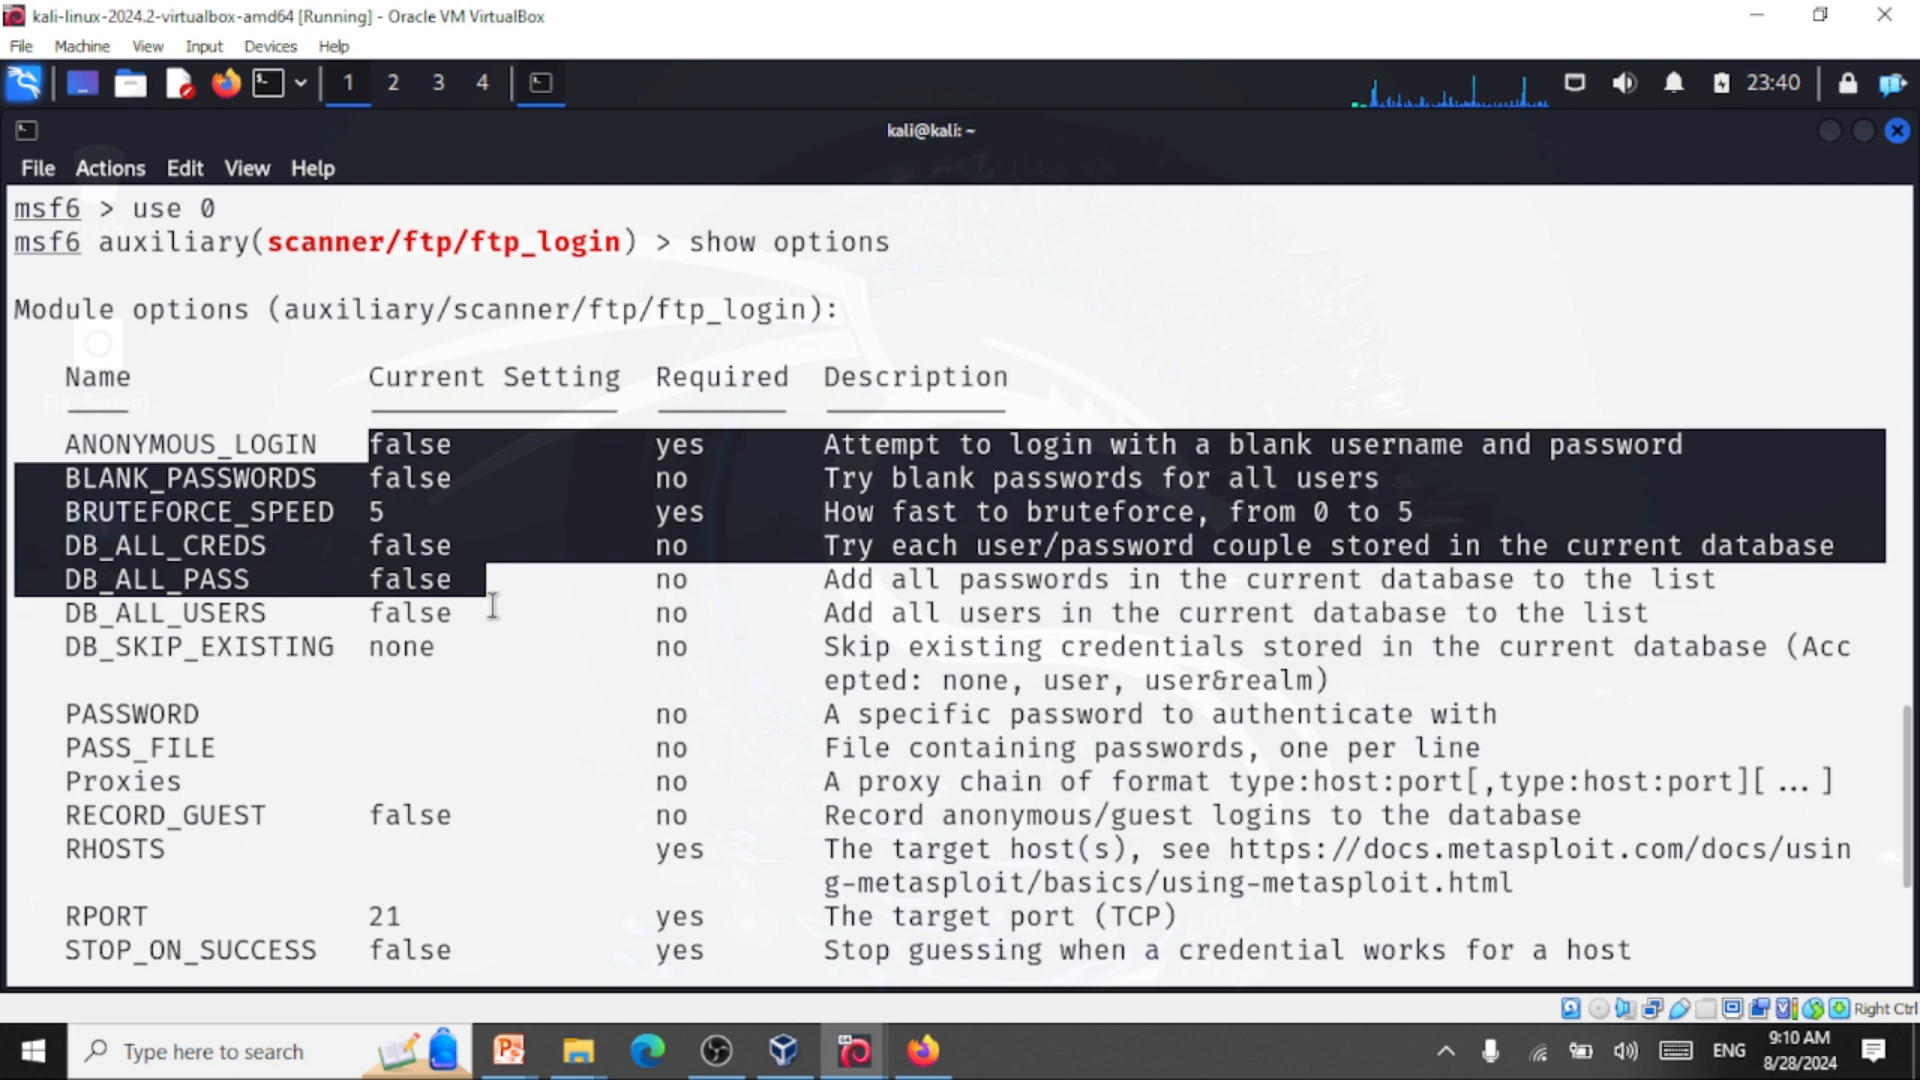 kali-linux-2024.2-virtualbox-amd64 [Running] - Oracle VM VirtualBox
File Machine View Input Devices Help
1 2 3 4 23:40
kali@kali: ~
File Actions Edit View Help
msf6 > use 0
msf6 auxiliary(scanner/ftp/ftp_login) > show options
Module options (auxiliary/scanner/ftp/ftp_login):
Name Current Setting Required Description
ANONYMOUS_LOGIN false yes Attempt to login with a blank username and password
BLANK_PASSWORDS false no Try blank passwords for all users
BRUTEFORCE_SPEED 5 yes How fast to bruteforce, from 0 to 5
DB_ALL_CREDS false no Try each user/password couple stored in the current database
DB_ALL_PASS false no Add all passwords in the current database to the list
DB_ALL_USERS false no Add all users in the current database to the list
DB_SKIP_EXISTING none no Skip existing credentials stored in the current database (Acc
epted: none, user, user&realm)
PASSWORD no A specific password to authenticate with
PASS_FILE no File containing passwords, one per line
Proxies no A proxy chain of format type:host:port[,type:host:port][ ... ]
RECORD_GUEST false no Record anonymous/guest logins to the database
RHOSTS yes The target host(s), see https://docs.metasploit.com/docs/usin
g-metasploit/basics/using-metasploit.html
RPORT 21 yes The target port (TCP)
STOP_ON_SUCCESS false yes Stop guessing when a credential works for a host
Right Ctrl
Type here to search
ENG
9:10 AM
8/28/2024